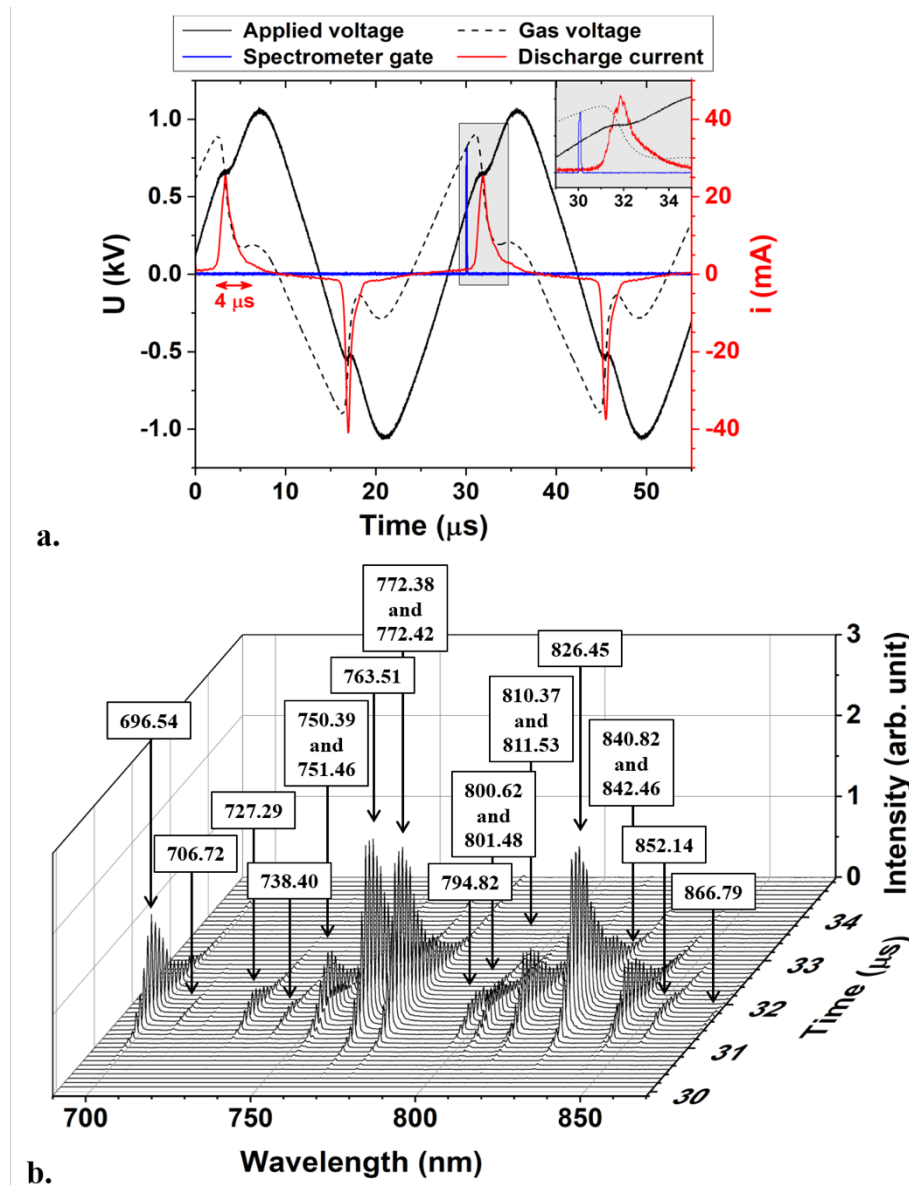 a.
Applied voltage
Gas voltage
Spectrometer gate
Discharge current
1.0
0.5
0.0
-0.5
-1.0
U (kV)
40
20
0
-20
-40
i (mA)
30 32 34
4 μs
0 10 20 30 40 50
Time (μs)
b.
772.38
and
772.42
763.51
826.45
696.54
750.39
and
751.46
810.37
and
811.53
840.82
and
842.46
727.29
800.62
and
801.48
706.72
738.40
794.82
852.14
866.79
3
2
1
0
Intensity (arb. unit)
34
33
32
31
30
Time (μs)
700 750 800 850
Wavelength (nm)